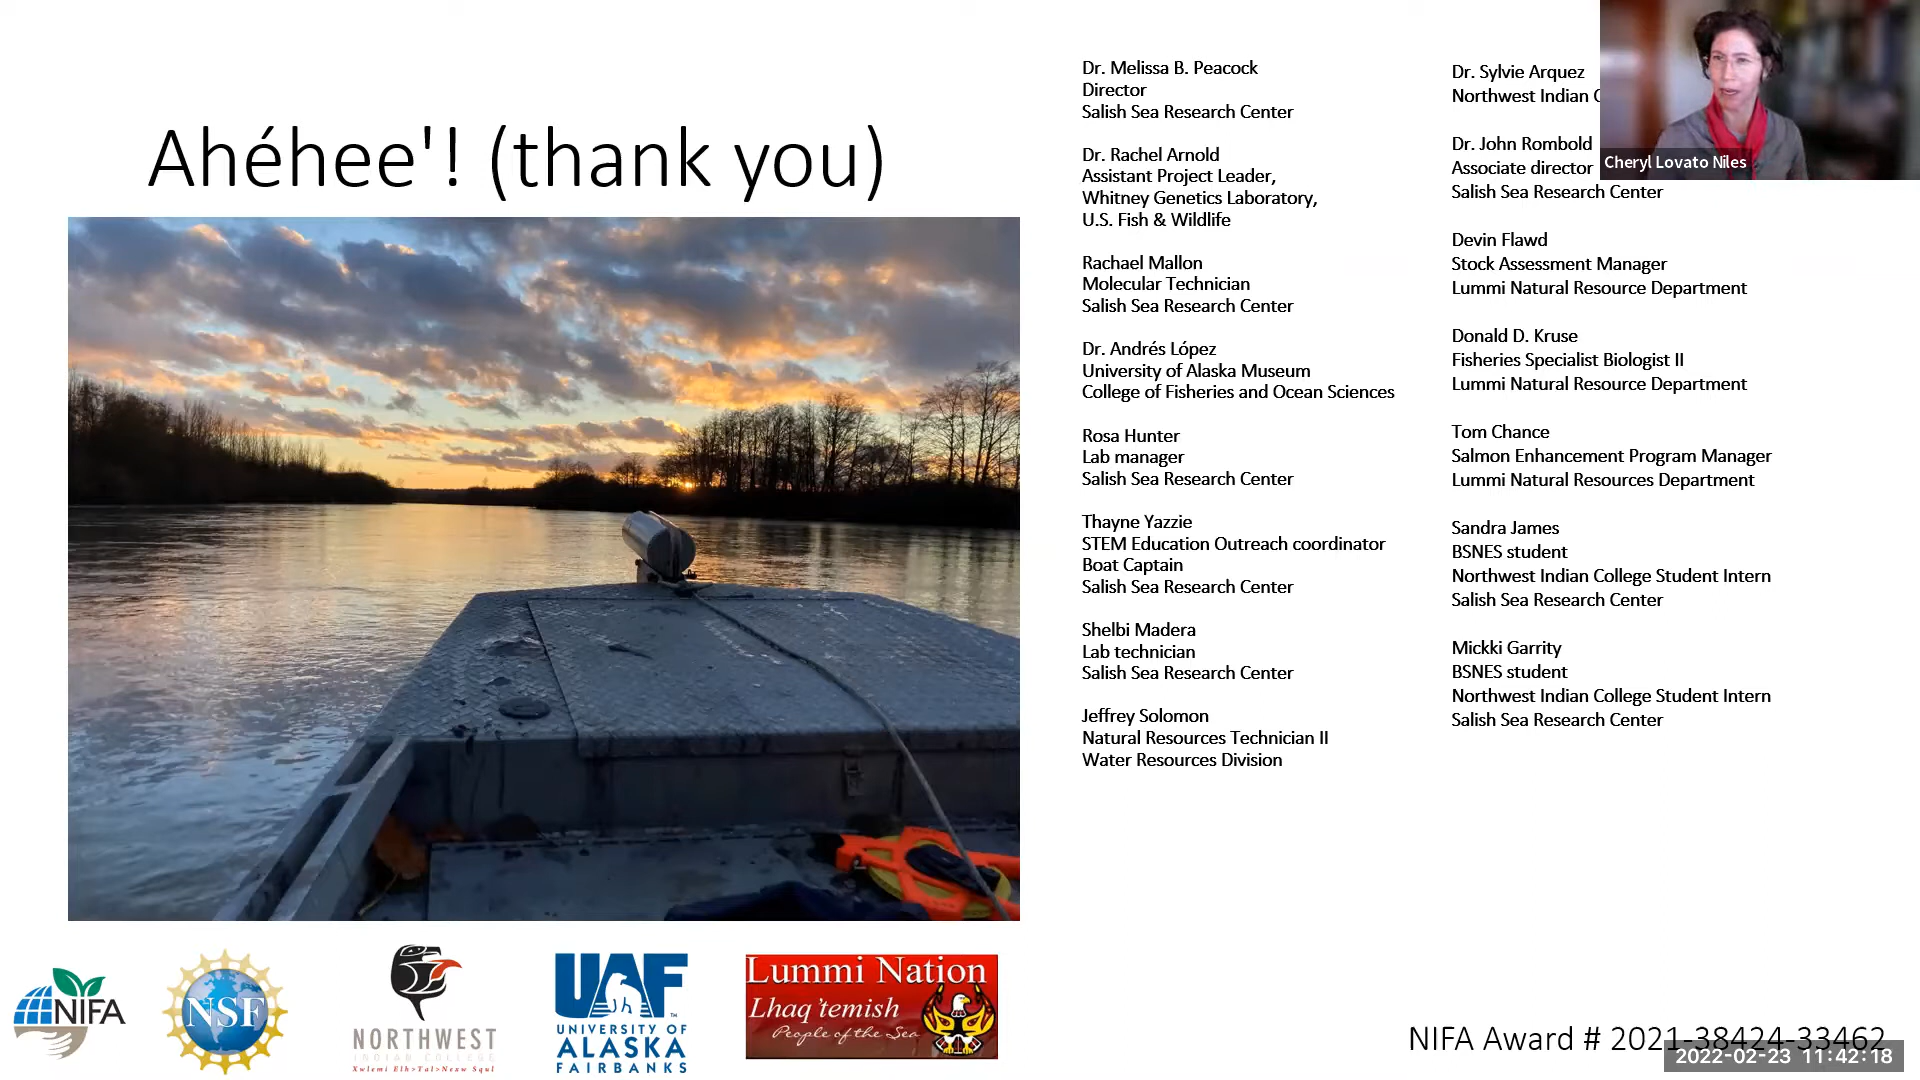 Ahéhee'! (thank you)
Dr. Melissa B. Peacock
Director
Salish Sea Research Center
Dr. Rachel Arnold
Assistant Project Leader,
Whitney Genetics Laboratory,
U.S. Fish & Wildlife
Rachael Mallon
Molecular Technician
Salish Sea Research Center
Dr. Andrés López
University of Alaska Museum
College of Fisheries and Ocean Sciences
Rosa Hunter
Lab manager
Salish Sea Research Center
Thayne Yazzie
STEM Education Outreach coordinator
Boat Captain
Salish Sea Research Center
Shelbi Madera
Lab technician
Salish Sea Research Center
Jeffrey Solomon
Natural Resources Technician II
Water Resources Division
Dr. Sylvie Arquez
Northwest Indian
Dr. John Rombold
Associate director
Salish Sea Research Center
Devin Flawd
Stock Assessment Manager
Lummi Natural Resource Department
Donald D. Kruse
Fisheries Specialist Biologist II
Lummi Natural Resource Department
Tom Chance
Salmon Enhancement Program Manager
Lummi Natural Resources Department
Sandra James
BSNES student
Northwest Indian College Student Intern
Salish Sea Research Center
Mickki Garrity
BSNES student
Northwest Indian College Student Intern
Salish Sea Research Center
Cheryl Lovato Niles
NIFA
NSF
NORTHWEST
INDIAN COLLEGE
Xwlemi Elh>Tal>Nexw Squl
UAF
UNIVERSITY OF
ALASKA
FAIRBANKS
Lummi Nation
Lhaq'temish
People of the Sea
NIFA Award # 2021-38424-33462
2022-02-23 11:42:18